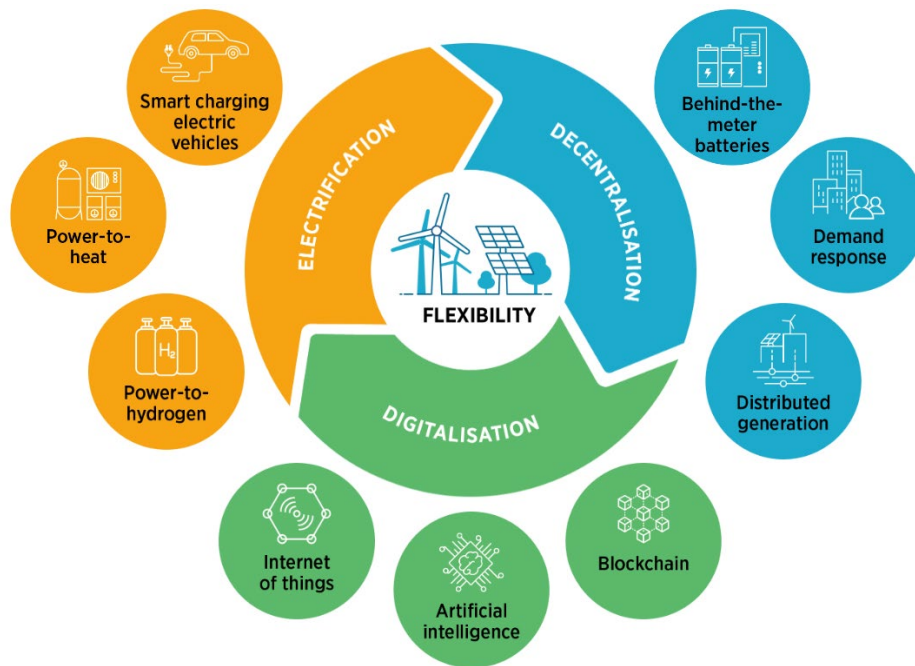 Smart charging
electric
vehicles
Power-to-
heat
Power-to-
hydrogen
ELECTRIFICATION
DECENTRALISATION
DIGITALISATION
FLEXIBILITY
Behind-the-
meter
batteries
Demand
response
Distributed
generation
H2
Internet
of things
Artificial
intelligence
Blockchain